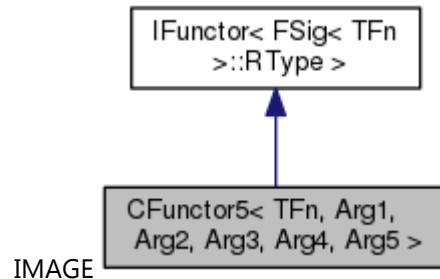 IFunctor< FSig< TFn
>::RType >
CFunctor5< TFn, Arg1,
Arg2, Arg3, Arg4, Arg5 >
IMAGE